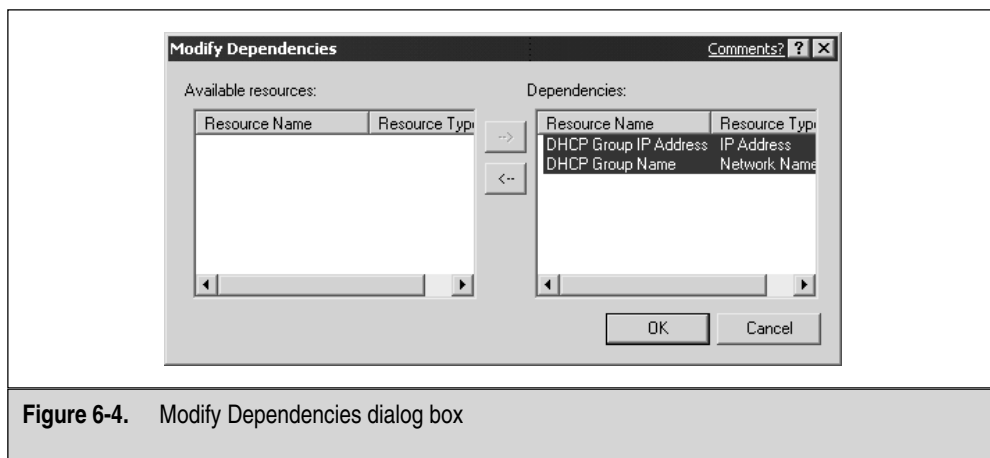 Modify Dependencies Comments? ? X
Available resources: Dependencies:
Resource Name Resource Typ Resource Name Resource Typ
--> DHCP Group IP Address IP Address
DHCP Group Name Network Name
<--
OK Cancel
Figure 6-4. Modify Dependencies dialog box